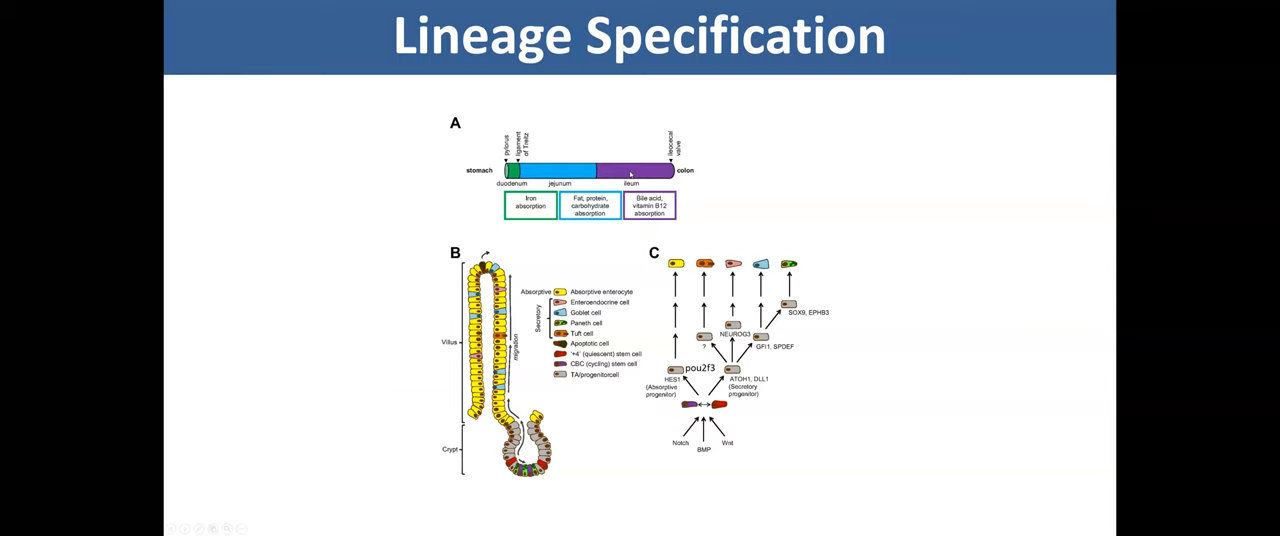 Lineage Specification
A
pylorus
ligament
of Treitz
ileocecal
valve
stomach
colon
duodenum
jejunum
ileum
Iron
absorption
Fat, protein,
carbohydrate
absorption
Bile acid,
vitamin B12
absorption
B
Villus
Crypt
migration
Absorptive
Secretory
Absorptive enterocyte
Enteroendocrine cell
Goblet cell
Paneth cell
Tuft cell
Apoptotic cell
'+4' (quiescent) stem cell
CBC (cycling) stem cell
TA/progenitorcell
C
SOX9, EPHB3
NEUROG3
?
GFI1, SPDEF
pou2f3
HES1
(Absorptive
progenitor)
ATOH1, DLL1
(Secretory
progenitor)
Notch
BMP
Wnt